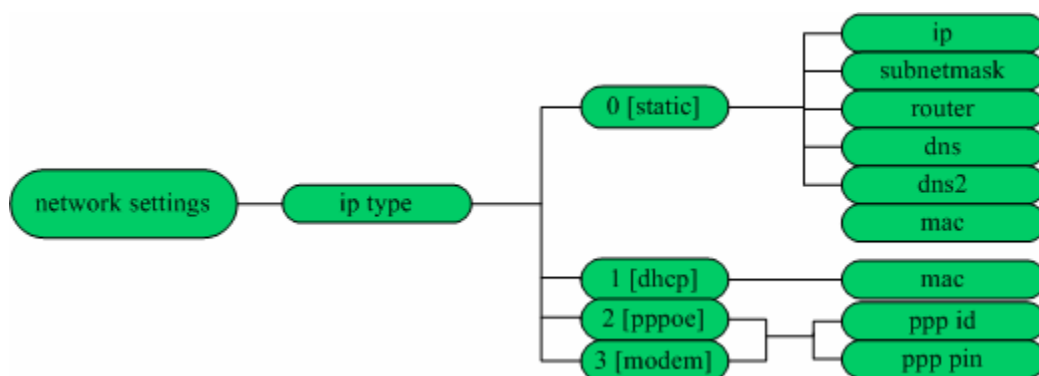 network settings
ip type
0 [static]
ip
subnetmask
router
dns
dns2
mac
1 [dhcp]
mac
2 [pppoe]
3 [modem]
ppp id
ppp pin